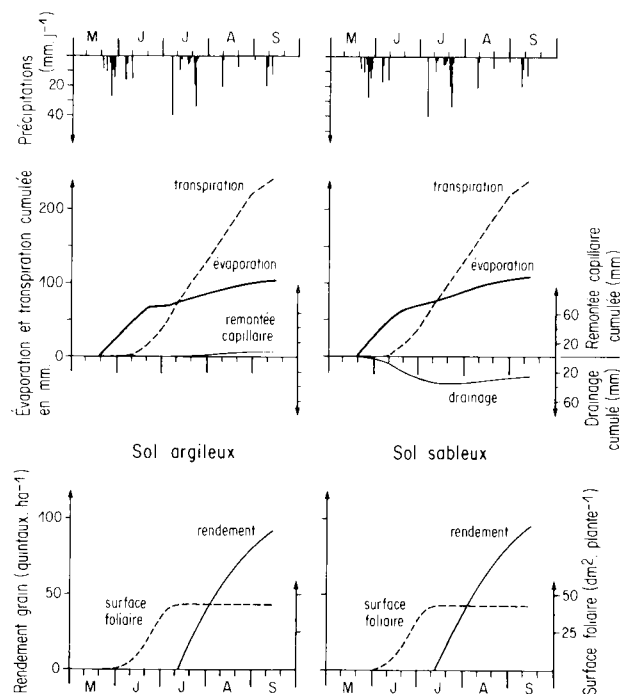 M J J A S M J J A S
Précipitations (mm. j-1)
20
40
Évaporation et transpiration cumulée en mm.
200
100
0
transpiration
évaporation
remontée capillaire
transpiration
évaporation
drainage
Remontée capillaire cumulée (mm)
60
20
20
60
Drainage cumulé (mm)
Sol argileux Sol sableux
Rendement grain (quintaux. ha-1)
100
50
0
rendement
surface foliaire
rendement
surface foliaire
Surface foliaire (dm2. plante-1)
50
25
M J J A S M J J A S